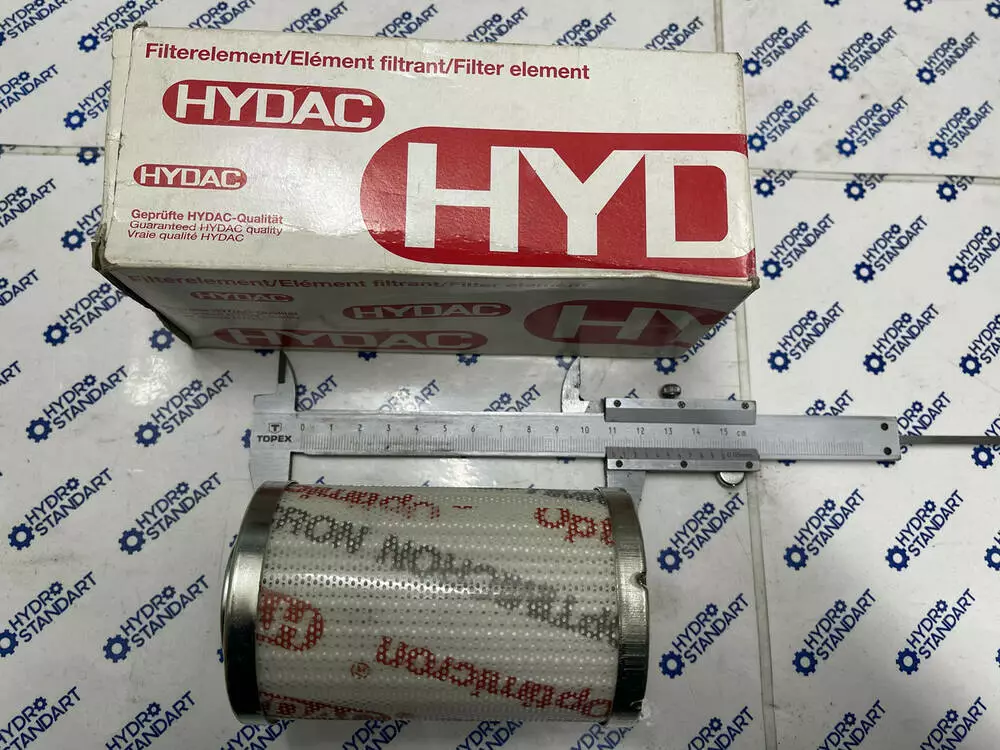 Filterelement/Elément filtrant/Filter element
HYDAC
HYD
HYDAC
Geprüfte HYDAC-Qualität
Guaranteed HYDAC quality
Vraie qualité HYDAC
Filterelement/Elément filtrant/Filter element
HYDAC
HYDAC
HY
HYDAC
TOPEX
0 1 2 3 4 5 6 7 8 9 10 11 12 13 14 15 cm
0.05mm
Optimicron
HYDRO
STANDART